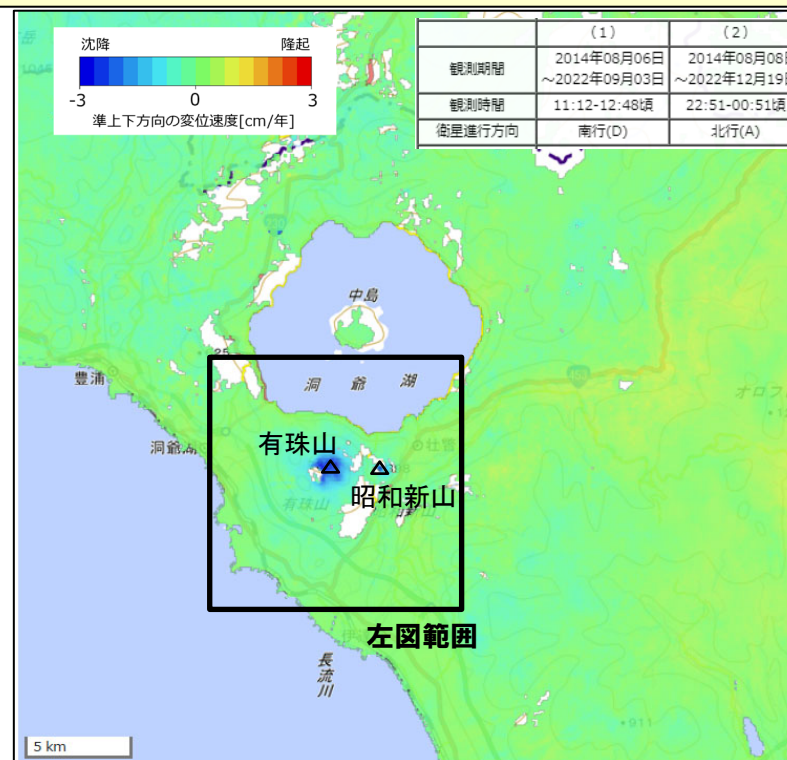 沈降 隆起
-3 0 3
準上下方向の変位速度[cm/年]
(1) (2)
観測期間 2014年08月06日 2014年08月08日
～2022年09月03日 ～2022年12月19日
観測時間 11:12-12:48頃 22:51-00:51頃
衛星進行方向 南行(D) 北行(A)
中島
洞爺湖
豊浦
洞爺湖
有珠山
壮瞥
昭和新山
有珠山
オロフ
左図範囲
長流川
911
5 km